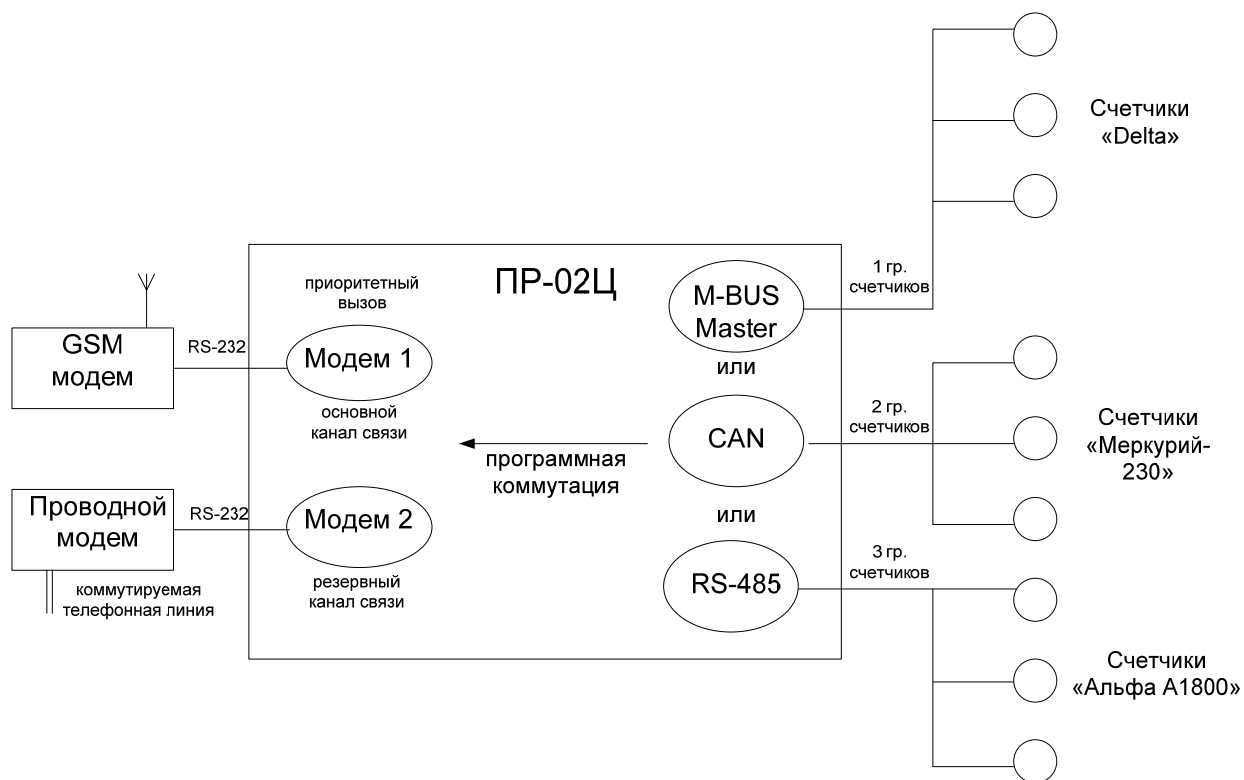 Счетчики
«Delta»
ПР-02Ц
1 гр.
счетчиков
приоритетный
вызов
M-BUS
Master
GSM
модем
RS-232
Модем 1
или
основной
канал связи
CAN
2 гр.
счетчиков
Счетчики
«Меркурий-
230»
программная
коммутация
Проводной
модем
RS-232
Модем 2
или
резервный
канал связи
RS-485
3 гр.
счетчиков
коммутируемая
телефонная линия
Счетчики
«Альфа А1800»